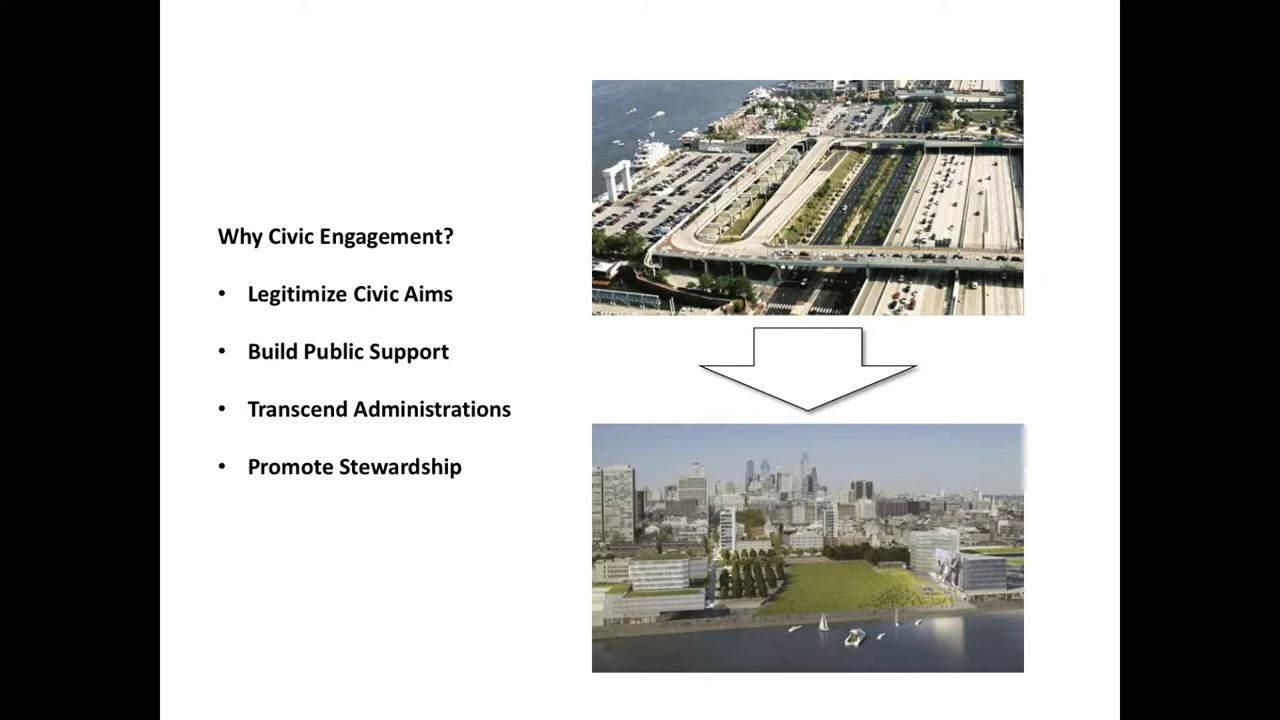 Why Civic Engagement?
• Legitimize Civic Aims
• Build Public Support
• Transcend Administrations
• Promote Stewardship